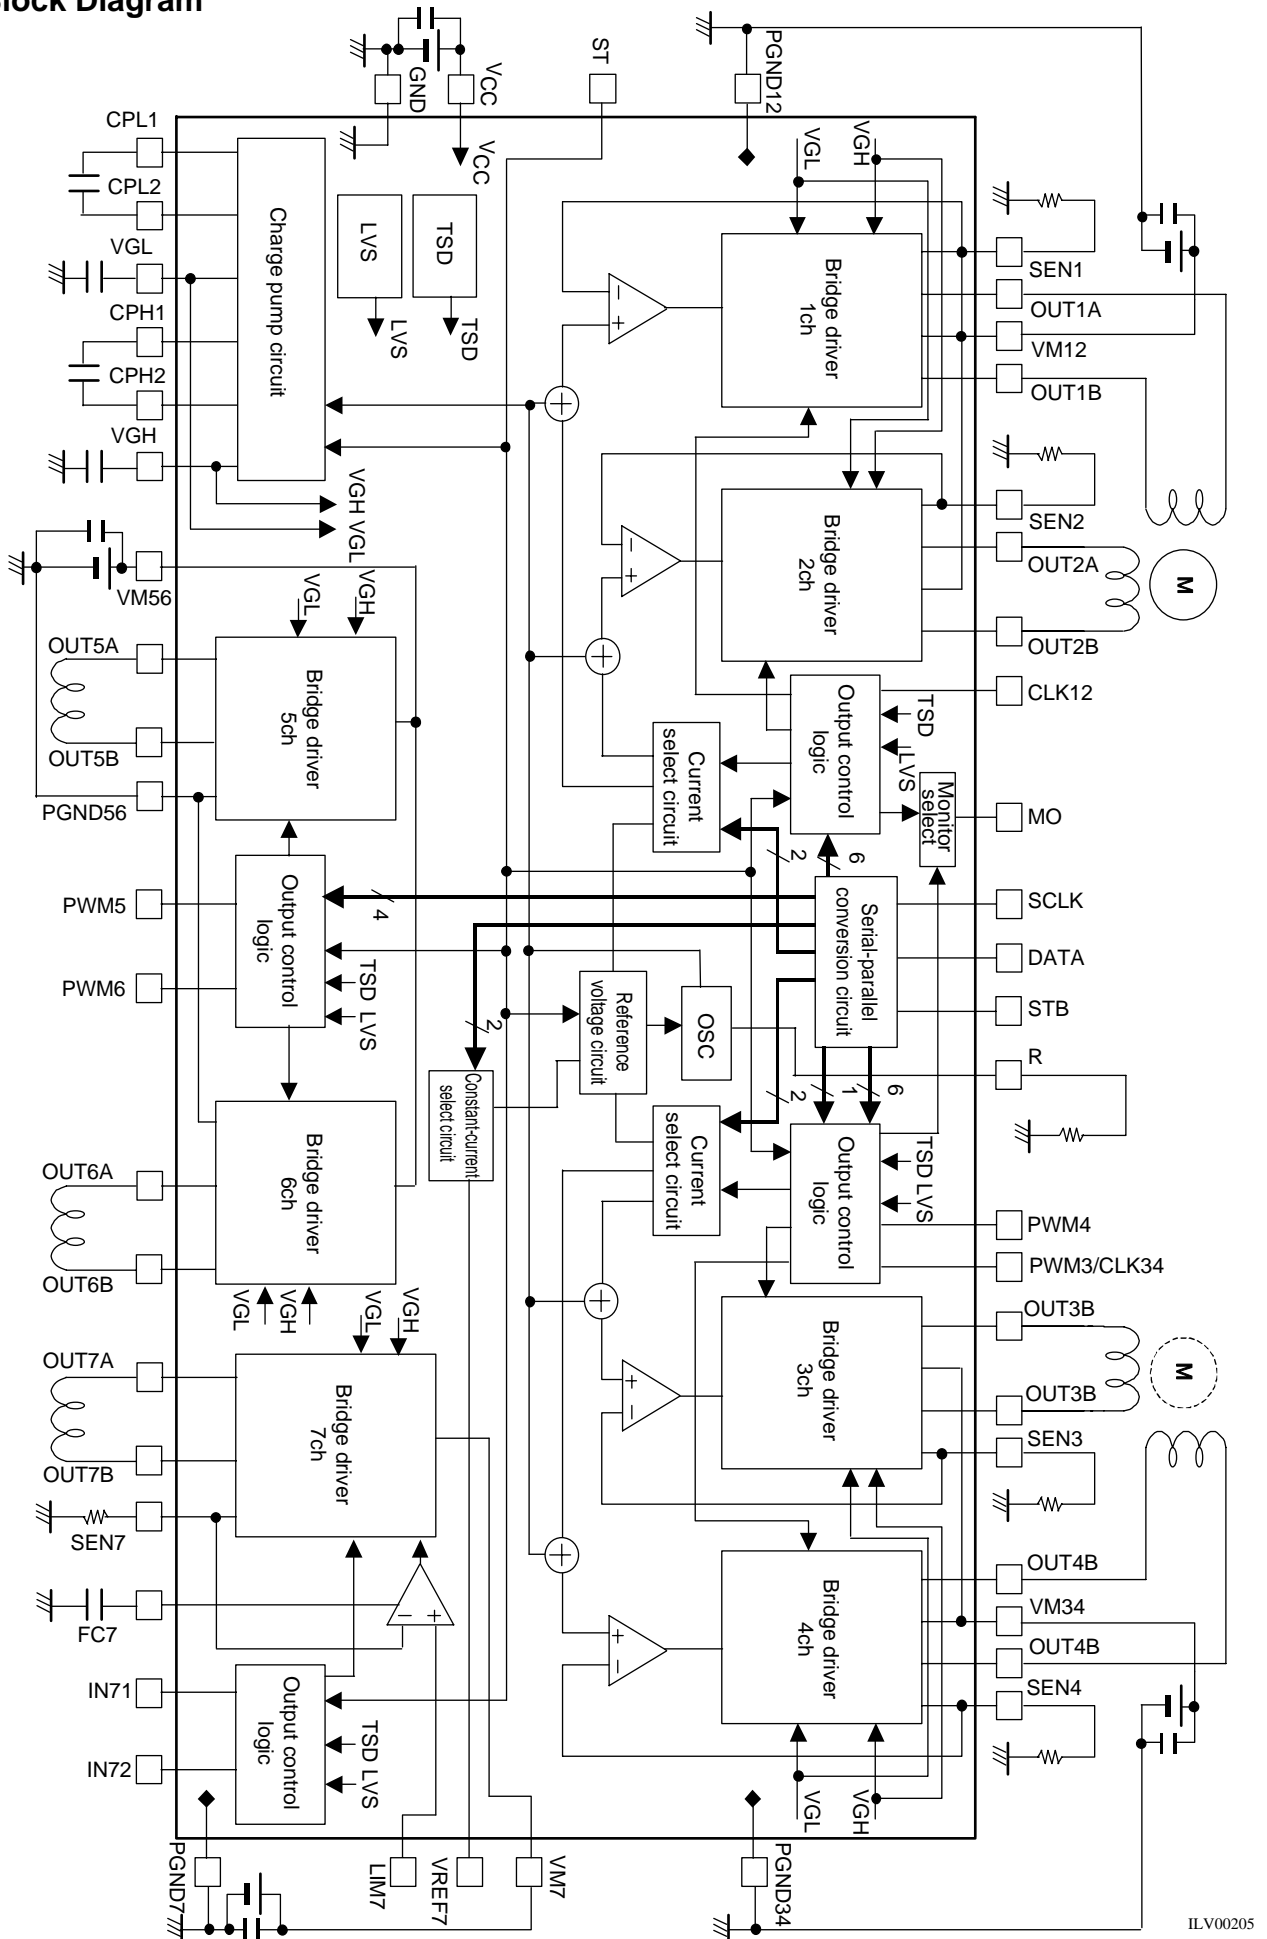 Block Diagram
ST
PGND12
VCC
GND
VCC
VGL
VGH
CPL1
CPL2
VGL
CPH1
CPH2
VGH
Charge pump circuit
LVS
TSD
LVS
TSD
VGH
VGL
Bridge driver
1ch
−
+
+
SEN1
OUT1A
VM12
OUT1B
SEN2
Bridge driver
2ch
−
+
+
OUT2A
OUT2B
M
VM56
VGL
VGH
OUT5A
Bridge driver
5ch
OUT5B
PGND56
CLK12
TSD
LVS
Output control
logic
Current
select circuit
Monitor
select
MO
2
6
PWM5
Output control
logic
4
Serial-parallel
conversion circuit
SCLK
DATA
STB
PWM6
TSD LVS
Reference
voltage circuit
OSC
2
R
Constant-current
select circuit
2
1
6
Current
select circuit
Output control
logic
TSD LVS
OUT6A
Bridge driver
6ch
OUT6B
VGL
VGH
VGL
VGH
PWM4
PWM3/CLK34
+
OUT3B
Bridge driver
3ch
+
−
M
OUT3B
SEN3
OUT7A
Bridge driver
7ch
OUT7B
SEN7
FC7
−
+
+
OUT4B
VM34
Bridge driver
4ch
+
−
OUT4B
SEN4
IN71
Output control
logic
TSD LVS
IN72
VGL
VGH
PGND7
LIM7
VREF7
VM7
PGND34
ILV00205